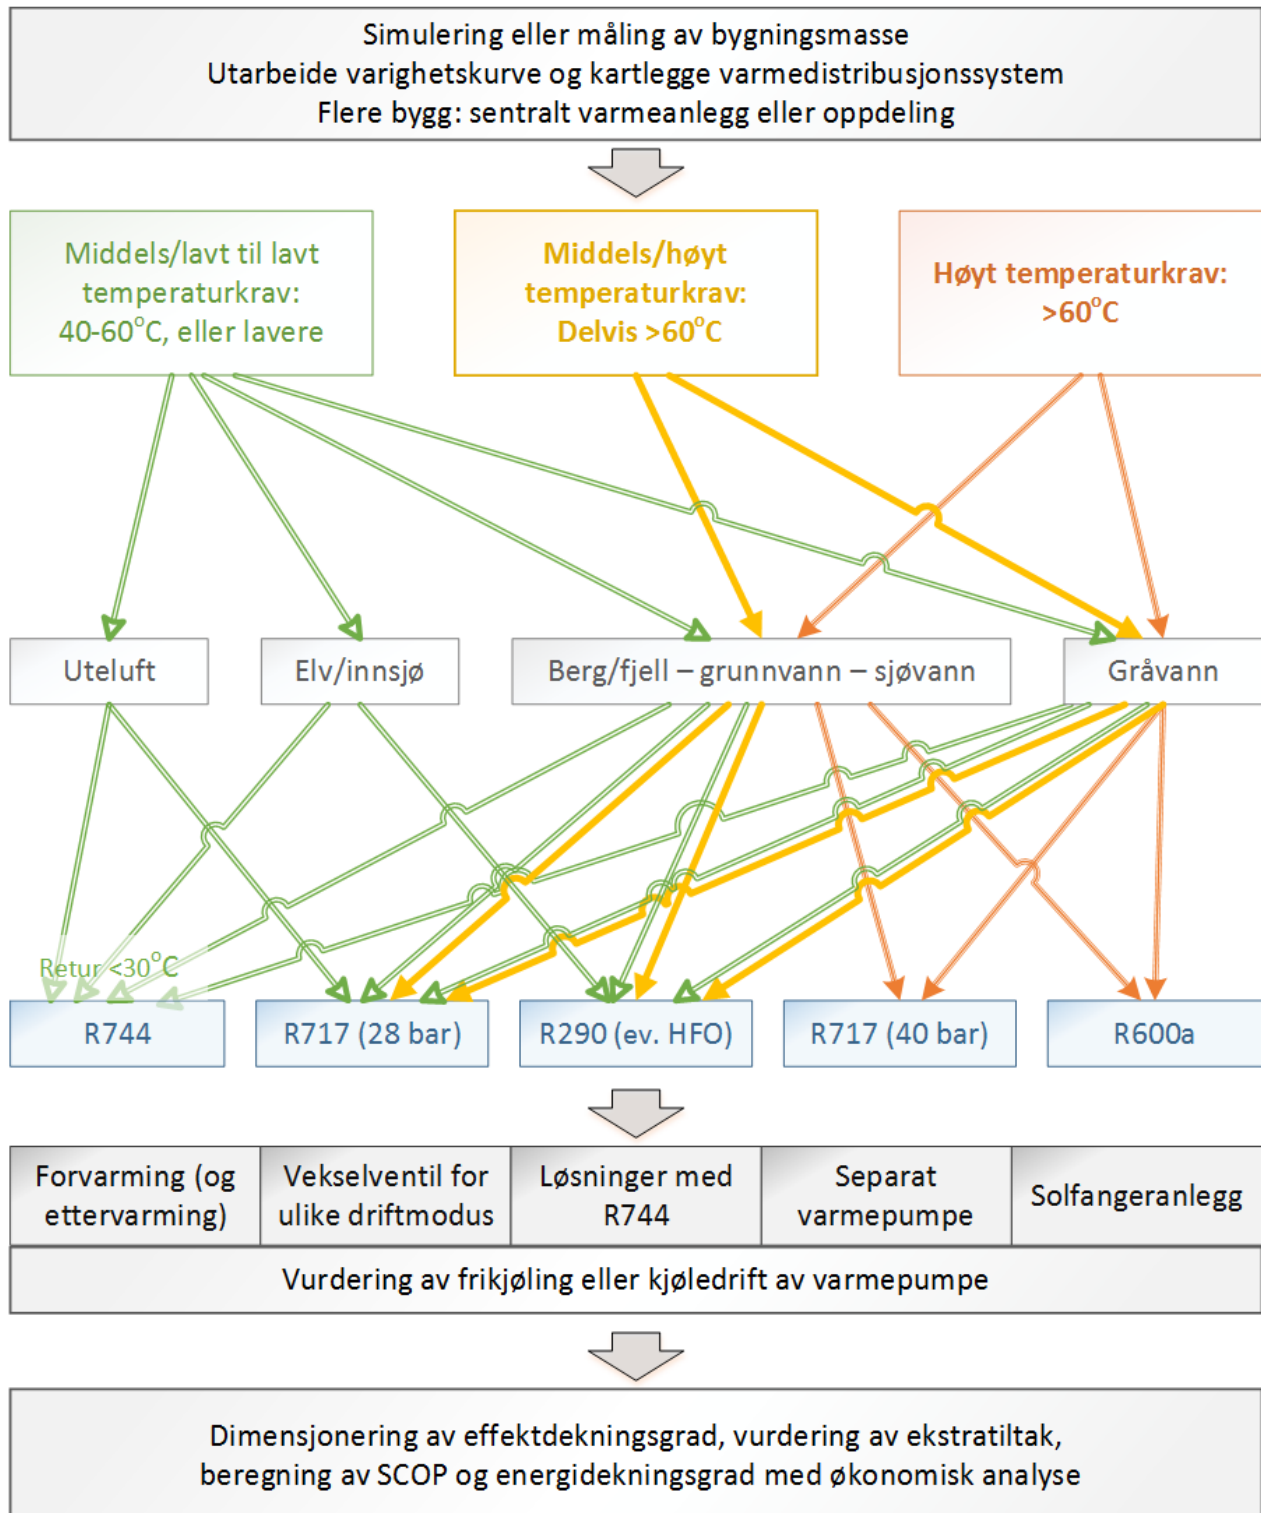 Simulering eller måling av bygningsmasse
Utarbeide varighetskurve og kartlegge varmedistribusjonssystem
Flere bygg: sentralt varmeanlegg eller oppdeling
Middels/lavt til lavt
temperaturkrav:
40-60°C, eller lavere
Middels/høyt
temperaturkrav:
Delvis >60°C
Høyt temperaturkrav:
>60°C
Uteluft
Elv/innsjø
Berg/fjell – grunnvann – sjøvann
Gråvann
Retur <30°C
R744
R717 (28 bar)
R290 (ev. HFO)
R717 (40 bar)
R600a
Forvarming (og
ettervarming)
Vekselventil for
ulike driftmodus
Løsninger med
R744
Separat
varmepumpe
Solfangeranlegg
Vurdering av frikjøling eller kjøledrift av varmepumpe
Dimensjonering av effektdekningsgrad, vurdering av ekstratiltak,
beregning av SCOP og energidekningsgrad med økonomisk analyse